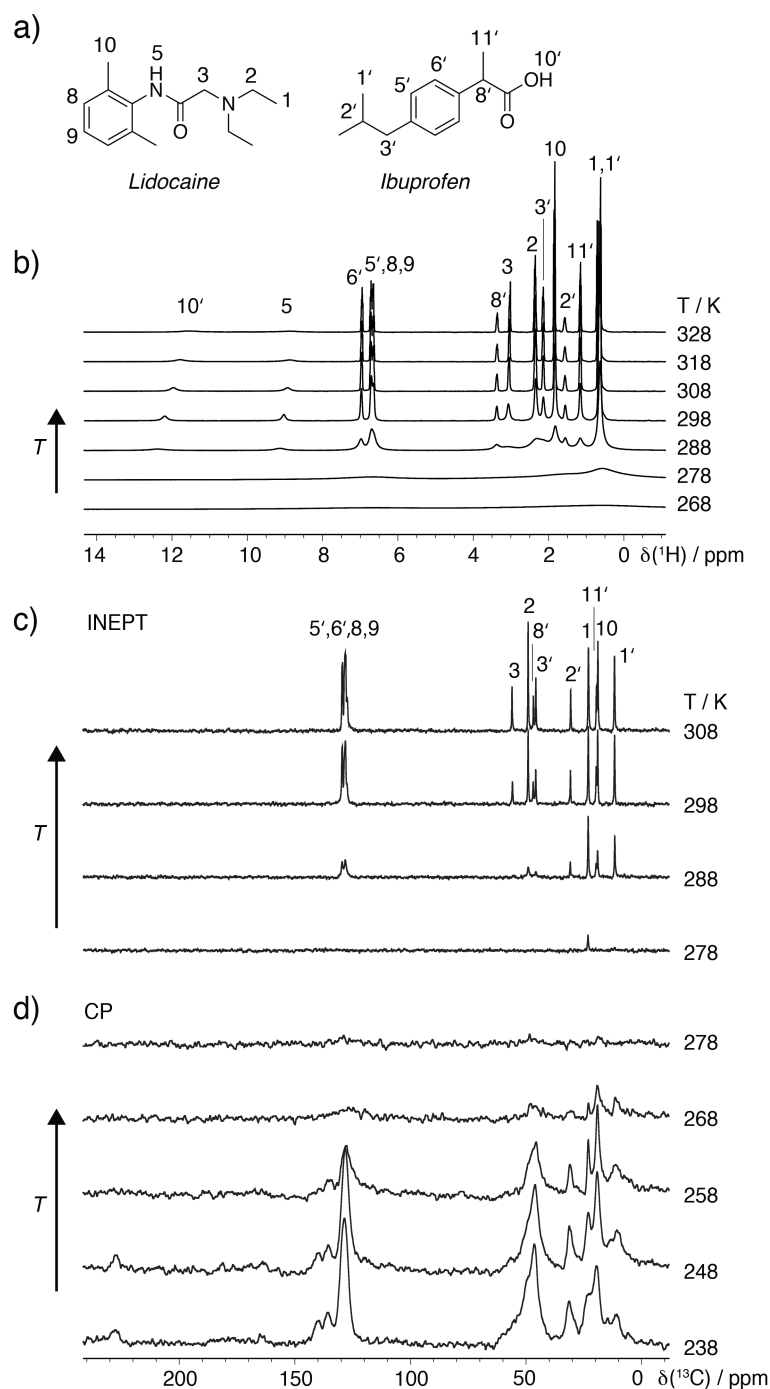 a)
10
5
H
N
3
2
8
9
O
N
1
Lidocaine
11‘
10‘
1‘
6‘
5‘
OH
8‘
O
2‘
3‘
Ibuprofen
b)
10‘
5
6‘
5‘,8,9
8‘
3
2
3‘
10
2‘
11‘
1,1‘
T / K
328
318
308
298
288
278
268
T
14 12 10 8 6 4 2 0 δ(¹H) / ppm
c)
INEPT
5‘,6‘,8,9
3
2
8‘
3‘
2‘
11‘
1
10
1‘
T / K
308
298
288
278
T
d)
CP
278
268
258
248
238
T
200 150 100 50 0 δ(¹³C) / ppm